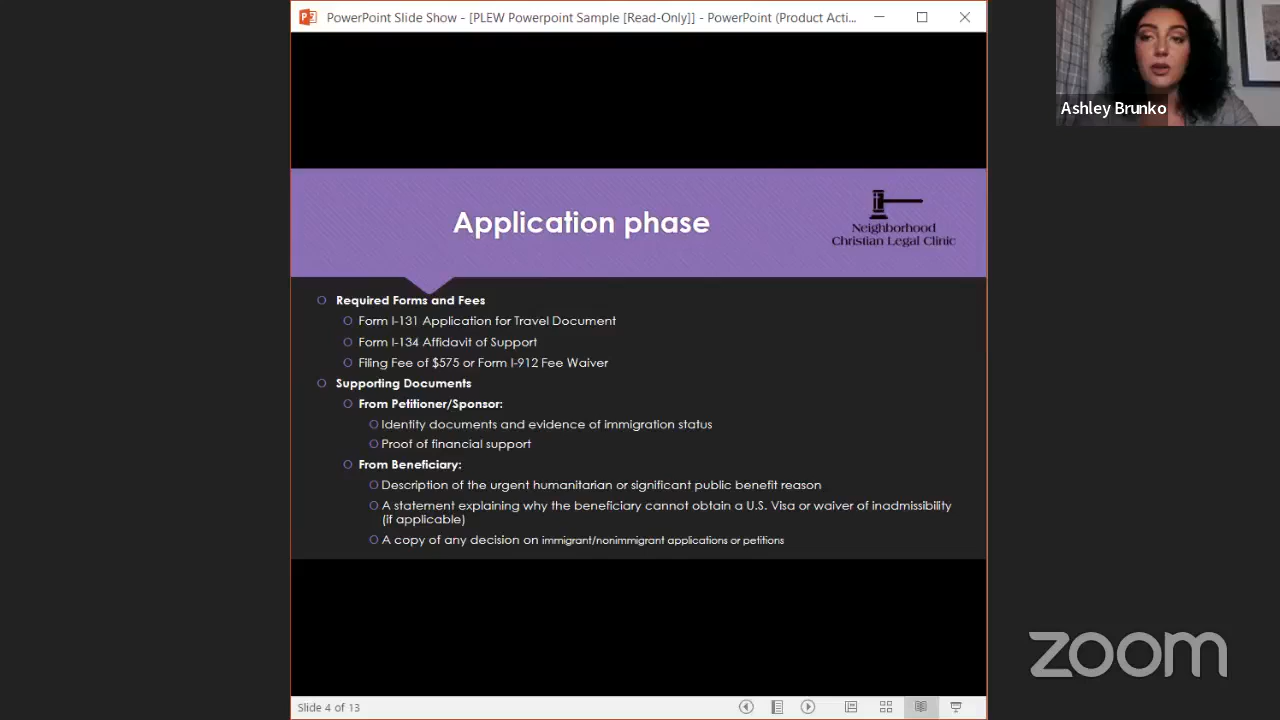 PowerPoint Slide Show - [PLEW Powerpoint Sample [Read-Only]] - PowerPoint (Product Acti...
Ashley Brunko
Application phase
Neighborhood
Christian Legal Clinic
Required Forms and Fees
Form I-131 Application for Travel Document
Form I-134 Affidavit of Support
Filing Fee of $575 or Form I-912 Fee Waiver
Supporting Documents
From Petitioner/Sponsor:
Identity documents and evidence of immigration status
Proof of financial support
From Beneficiary:
Description of the urgent humanitarian or significant public benefit reason
A statement explaining why the beneficiary cannot obtain a U.S. Visa or waiver of inadmissibility
(if applicable)
A copy of any decision on immigrant/nonimmigrant applications or petitions
zoom
Slide 4 of 13